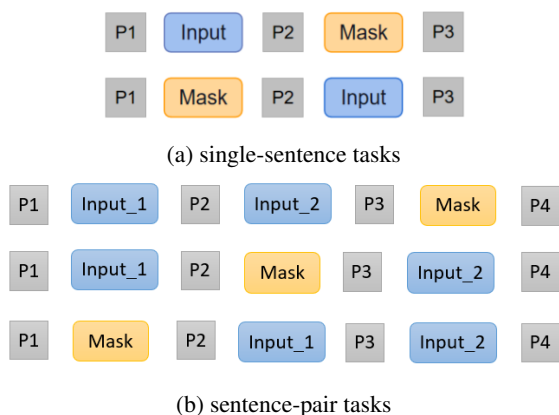 P1 Input P2 Mask P3
P1 Mask P2 Input P3
(a) single-sentence tasks
P1 Input_1 P2 Input_2 P3 Mask P4
P1 Input_1 P2 Mask P3 Input_2 P4
P1 Mask P2 Input_1 P3 Input_2 P4
(b) sentence-pair tasks